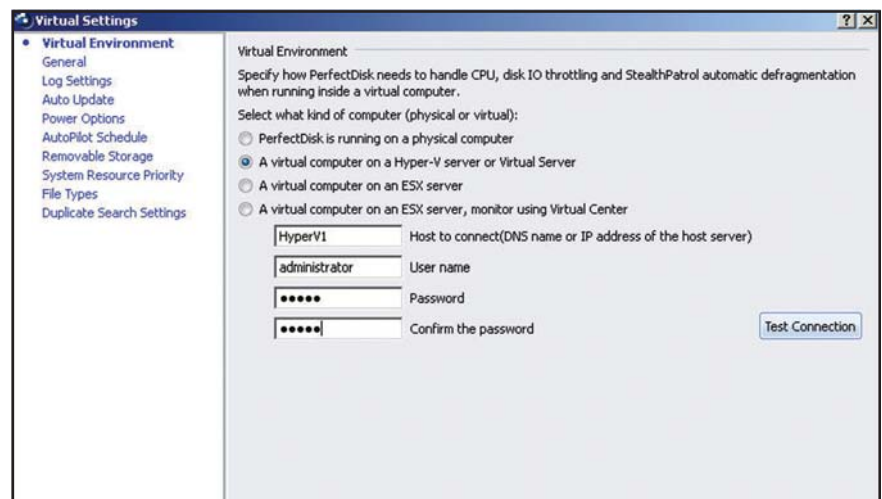 Virtual Settings
Virtual Environment
General
Log Settings
Auto Update
Power Options
AutoPilot Schedule
Removable Storage
System Resource Priority
File Types
Duplicate Search Settings
Virtual Environment
Specify how PerfectDisk needs to handle CPU, disk IO throttling and StealthPatrol automatic defragmentation
when running inside a virtual computer.
Select what kind of computer (physical or virtual):
PerfectDisk is running on a physical computer
A virtual computer on a Hyper-V server or Virtual Server
A virtual computer on an ESX server
A virtual computer on an ESX server, monitor using Virtual Center
HyperV1 Host to connect(DNS name or IP address of the host server)
administrator User name
●●●●● Password
●●●●● Confirm the password
Test Connection